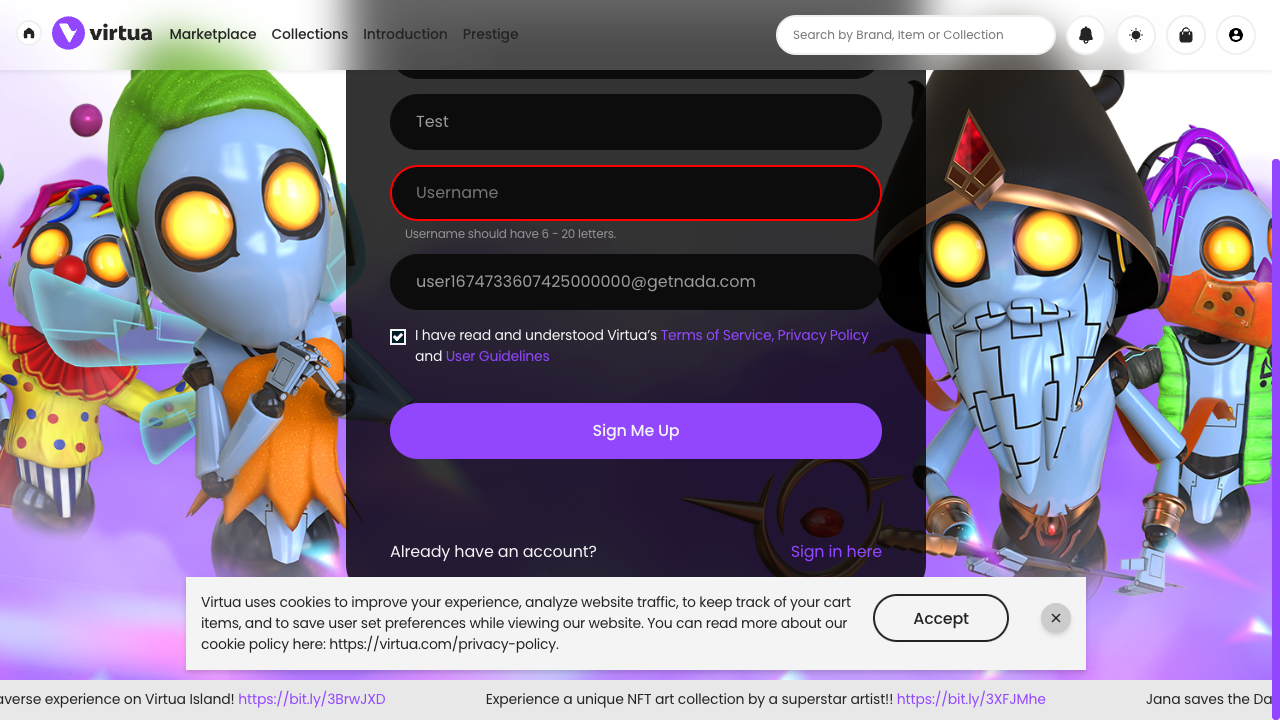 virtua
Marketplace
Collections
Introduction
Prestige
Search by Brand, Item or Collection
Test
Username
Username should have 6 - 20 letters.
user1674733607425000000@getnada.com
I have read and understood Virtua's Terms of Service, Privacy Policy
and User Guidelines
Sign Me Up
Already have an account?
Sign in here
Virtua uses cookies to improve your experience, analyze website traffic, to keep track of your cart
items, and to save user set preferences while viewing our website. You can read more about our
cookie policy here: https://virtua.com/privacy-policy.
Accept
averse experience on Virtua Island! https://bit.ly/3BrwJXD
Experience a unique NFT art collection by a superstar artist!! https://bit.ly/3XFJMhe
Jana saves the Da